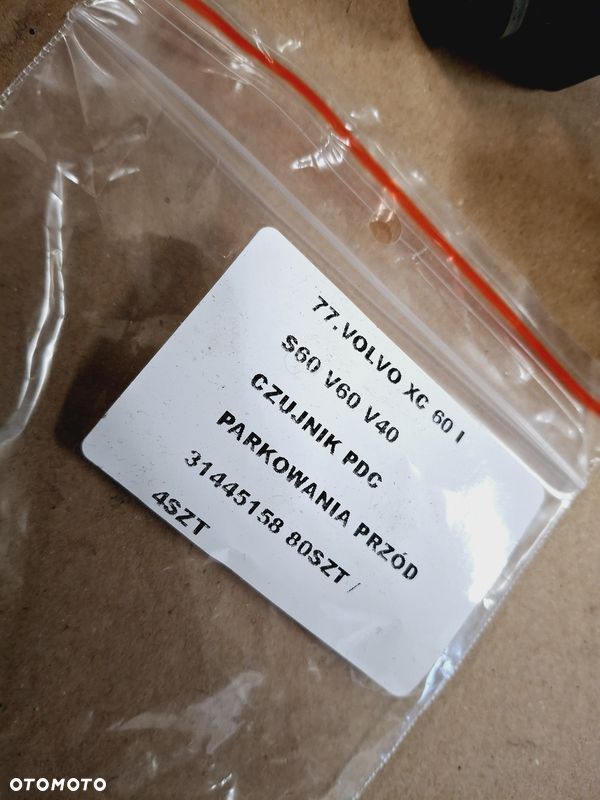 77.VOLVO XC 60 I
S60 V60 V40
CZUJNIK PDC
PARKOWANIA PRZÓD
31445158 80SZT /
4SZT
OTOMOTO